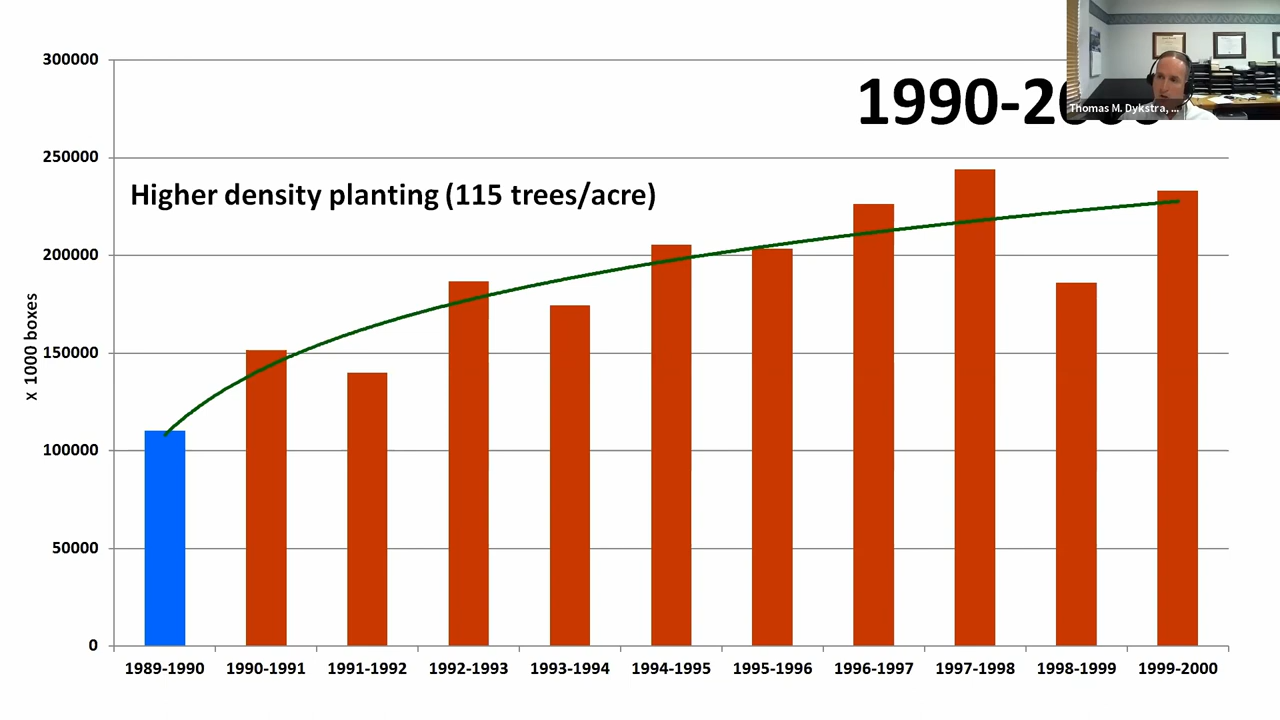 300000
1990-2
Thomas M. Dykstra, ...
250000
Higher density planting (115 trees/acre)
200000
x 1000 boxes
150000
100000
50000
0
1989-1990 1990-1991 1991-1992 1992-1993 1993-1994 1994-1995 1995-1996 1996-1997 1997-1998 1998-1999 1999-2000